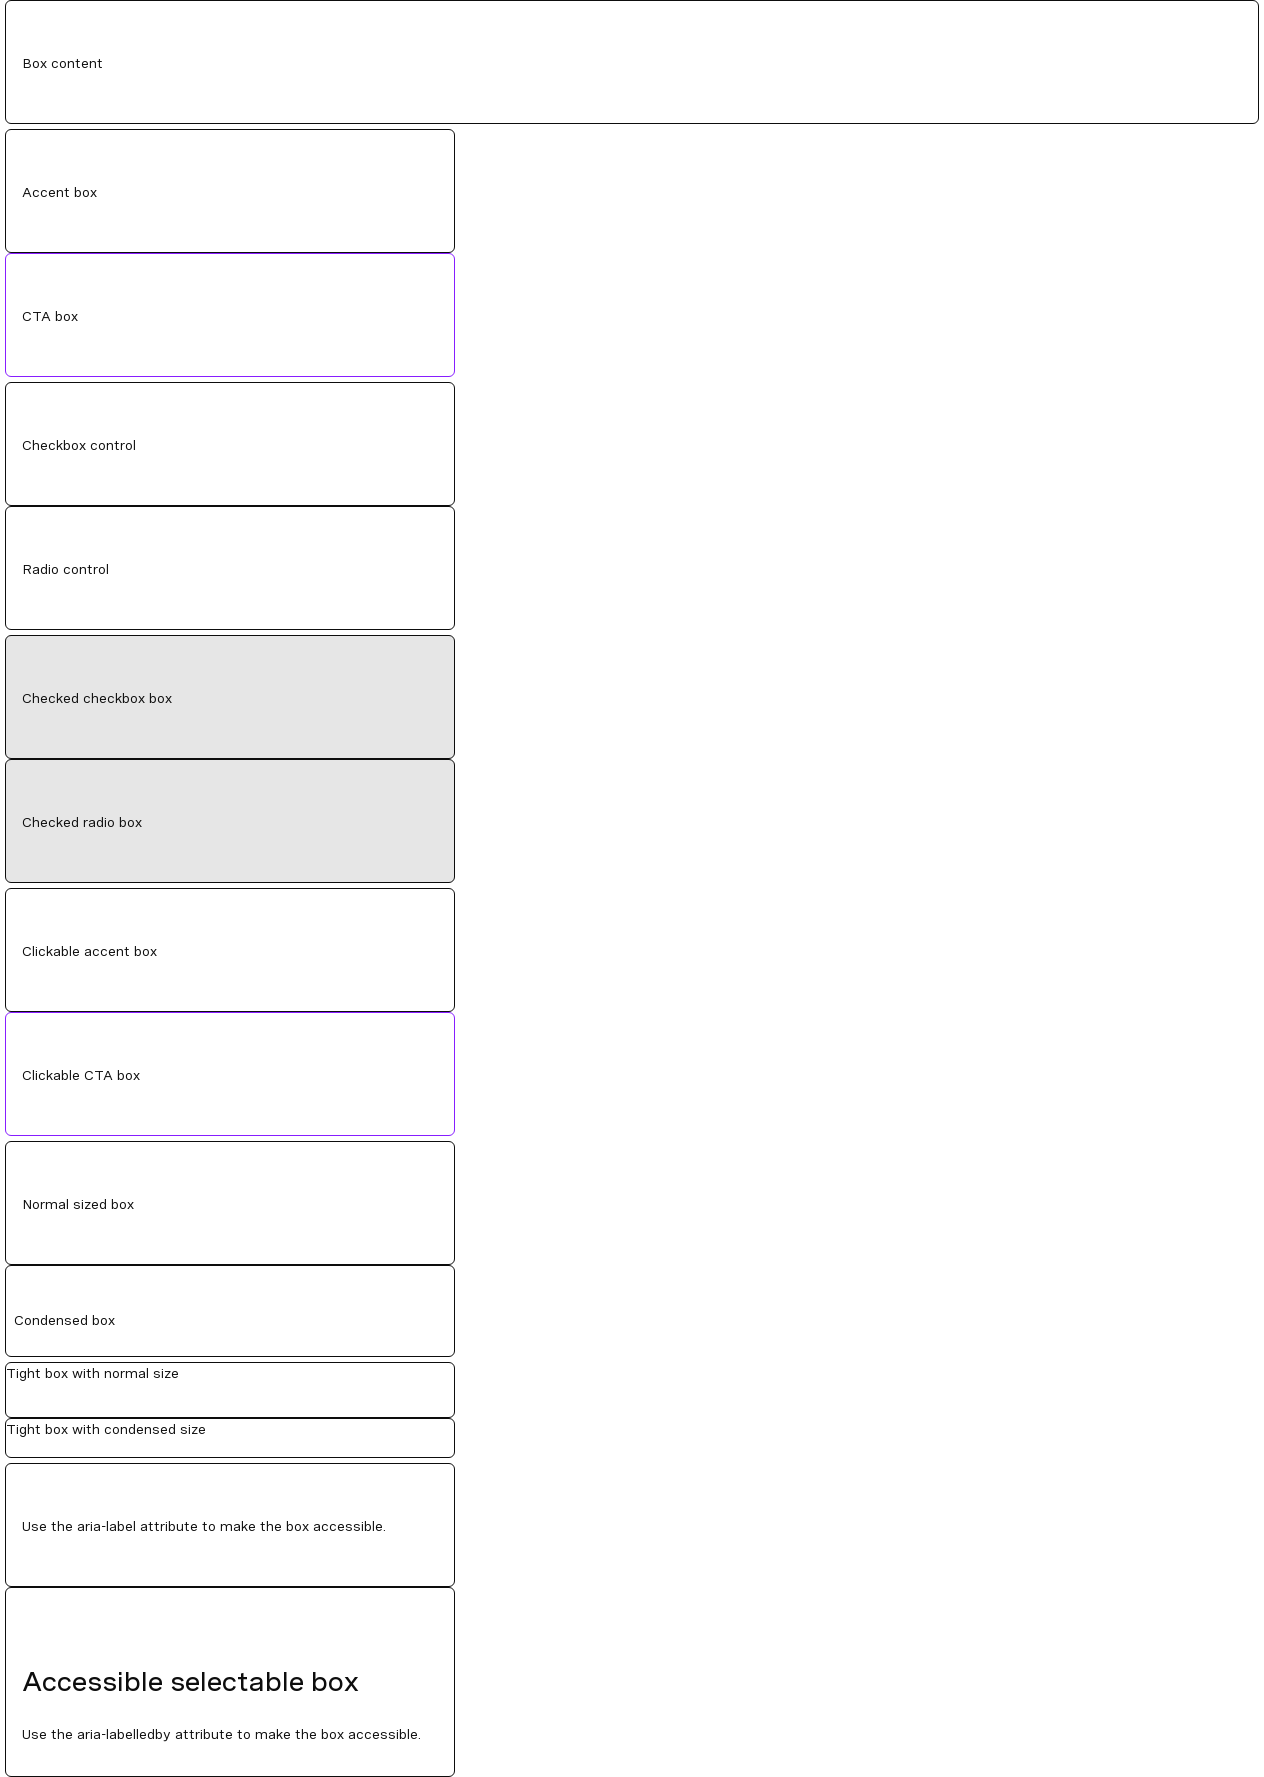 Box content
Accent box
CTA box
Checkbox control
Radio control
Checked checkbox box
Checked radio box
Clickable accent box
Clickable CTA box
Normal sized box
Condensed box
Tight box with normal size
Tight box with condensed size
Use the aria-label attribute to make the box accessible.
Accessible selectable box
Use the aria-labelledby attribute to make the box accessible.